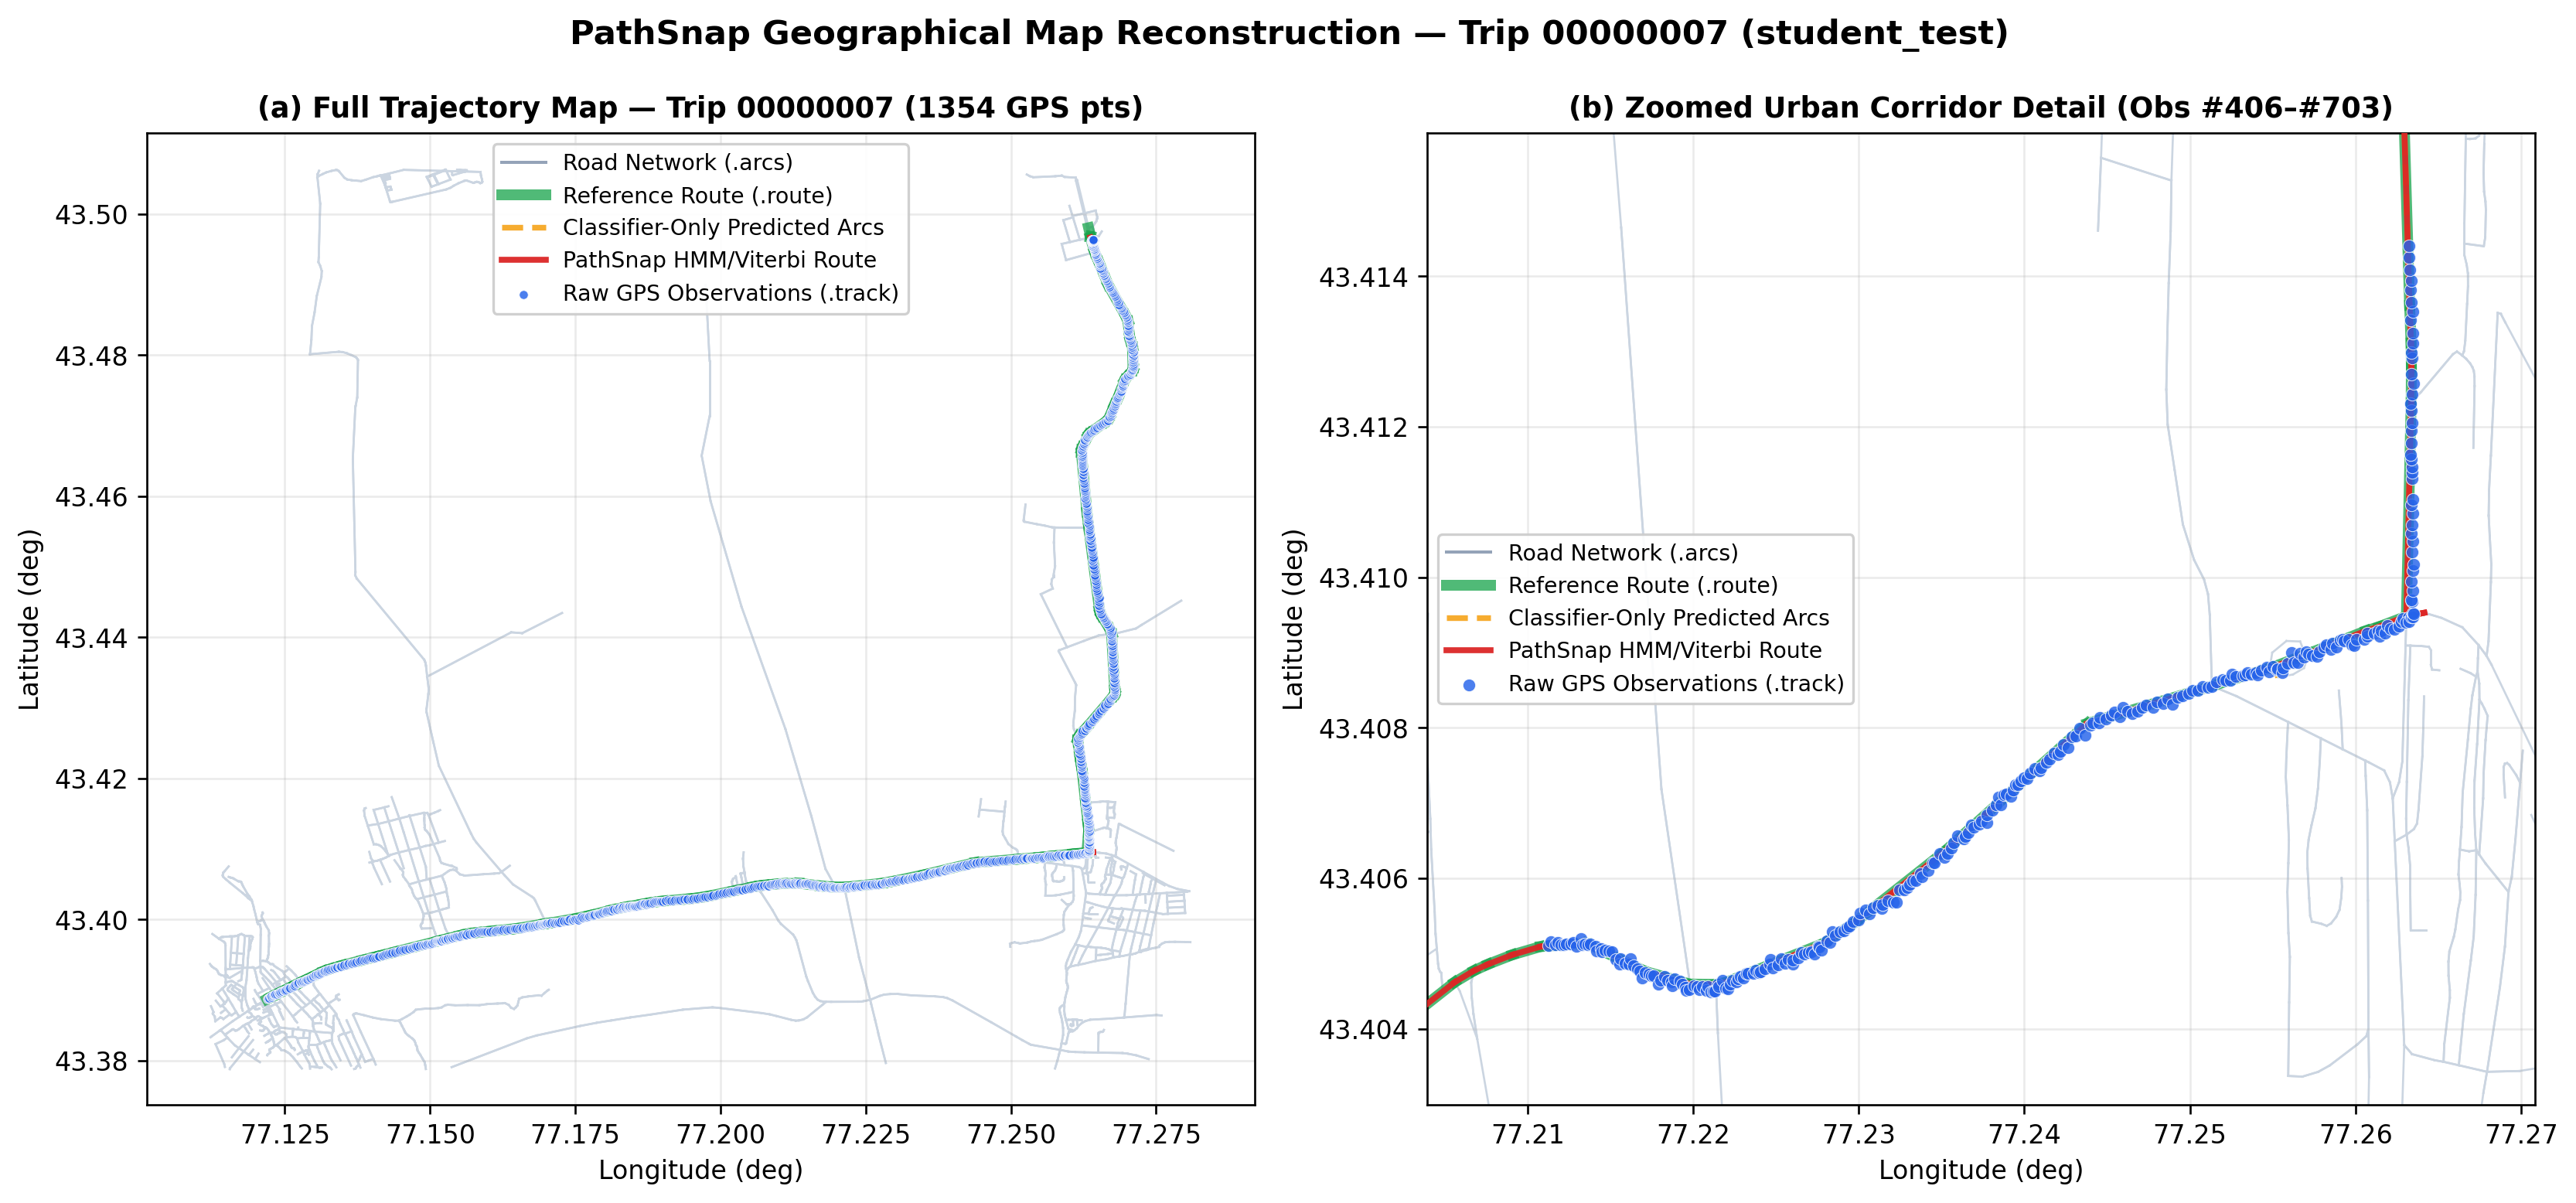 PathSnap Geographical Map Reconstruction — Trip 00000007 (student_test)
(a) Full Trajectory Map — Trip 00000007 (1354 GPS pts)
Road Network (.arcs)
Reference Route (.route)
Classifier-Only Predicted Arcs
PathSnap HMM/Viterbi Route
Raw GPS Observations (.track)
43.50
43.48
43.46
43.44
43.42
43.40
43.38
Latitude (deg)
77.125
77.150
77.175
77.200
77.225
77.250
77.275
Longitude (deg)
(b) Zoomed Urban Corridor Detail (Obs #406–#703)
43.414
43.412
43.410
43.408
43.406
43.404
Latitude (deg)
Road Network (.arcs)
Reference Route (.route)
Classifier-Only Predicted Arcs
PathSnap HMM/Viterbi Route
Raw GPS Observations (.track)
77.21
77.22
77.23
77.24
77.25
77.26
77.27
Longitude (deg)